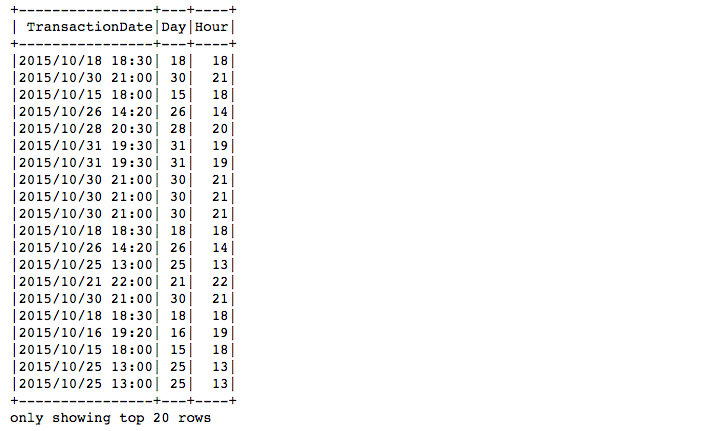 +----------------+---+----+
| TransactionDate|Day|Hour|
+----------------+---+----+
|2015/10/18 18:30| 18|  18|
|2015/10/30 21:00| 30|  21|
|2015/10/15 18:00| 15|  18|
|2015/10/26 14:20| 26|  14|
|2015/10/28 20:30| 28|  20|
|2015/10/31 19:30| 31|  19|
|2015/10/31 19:30| 31|  19|
|2015/10/30 21:00| 30|  21|
|2015/10/30 21:00| 30|  21|
|2015/10/30 21:00| 30|  21|
|2015/10/18 18:30| 18|  18|
|2015/10/26 14:20| 26|  14|
|2015/10/25 13:00| 25|  13|
|2015/10/21 22:00| 21|  22|
|2015/10/30 21:00| 30|  21|
|2015/10/18 18:30| 18|  18|
|2015/10/16 19:20| 16|  19|
|2015/10/15 18:00| 15|  18|
|2015/10/25 13:00| 25|  13|
|2015/10/25 13:00| 25|  13|
+----------------+---+----+
only showing top 20 rows